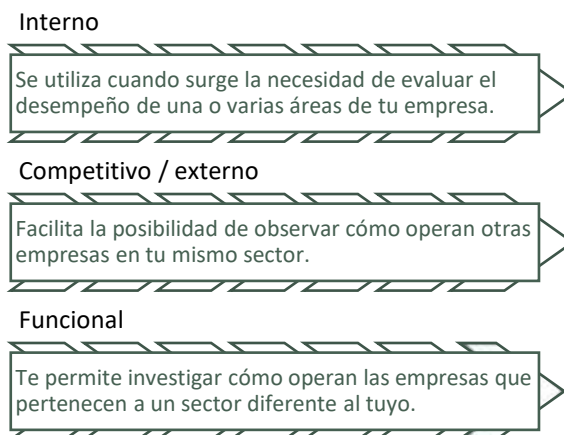 Interno
Se utiliza cuando surge la necesidad de evaluar el
desempeño de una o varias áreas de tu empresa.
Competitivo / externo
Facilita la posibilidad de observar cómo operan otras
empresas en tu mismo sector.
Funcional
Te permite investigar cómo operan las empresas que
pertenecen a un sector diferente al tuyo.